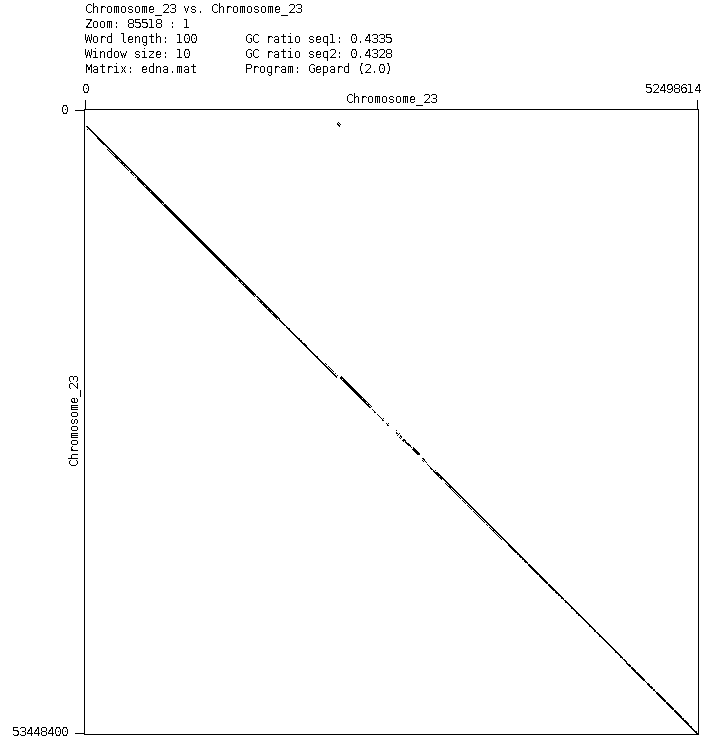 Chromosome_23 vs. Chromosome_23
Zoom: 85518 : 1
Word length: 100 GC ratio seq1: 0.4335
Window size: 10 GC ratio seq2: 0.4328
Matrix: edna.mat Program: Gepard (2.0)
0 52498614
Chromosome_23
0
Chromosome_23
53448400